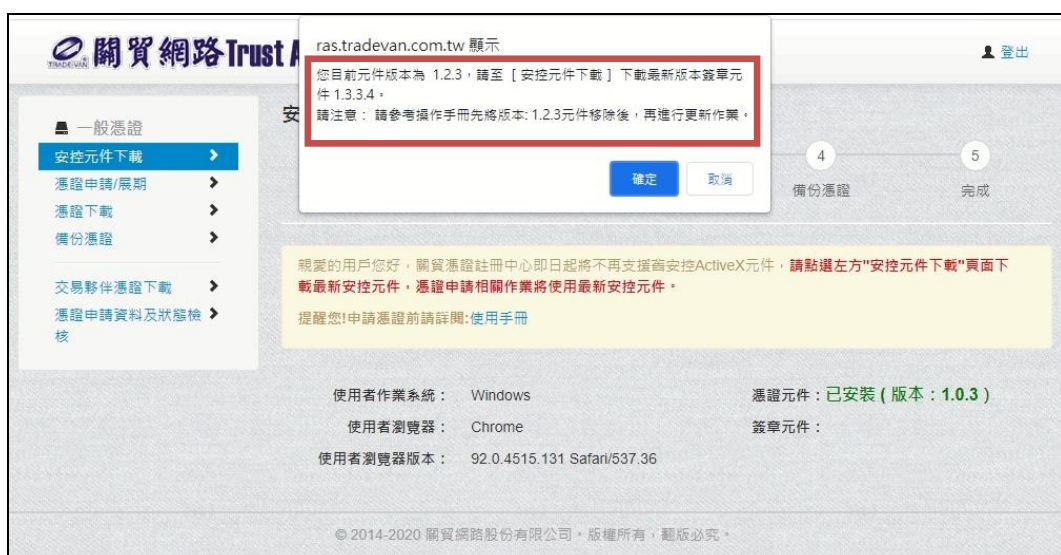 TRADEVAN 關貿網路Trust A
登出
ras.tradevan.com.tw 顯示
您目前元件版本為 1.2.3，請至［安控元件下載］下載最新版本簽章元
件 1.3.3.4。
請注意： 請參考操作手冊先將版本: 1.2.3元件移除後，再進行更新作業。
確定
取消
一般憑證
安控元件下載
憑證申請/展期
憑證下載
備份憑證
交易夥伴憑證下載
憑證申請資料及狀態檢
核
安
4
5
備份憑證
完成
親愛的用戶您好，關貿憑證註冊中心即日起將不再支援舊安控ActiveX元件，請點選左方"安控元件下載"頁面下
載最新安控元件，憑證申請相關作業將使用最新安控元件。
提醒您!申請憑證前請詳閱:使用手冊
使用者作業系統： Windows
憑證元件：已安裝 ( 版本：1.0.3 )
使用者瀏覽器： Chrome
簽章元件：
使用者瀏覽器版本： 92.0.4515.131 Safari/537.36
© 2014-2020 關貿網路股份有限公司。版權所有，翻版必究。